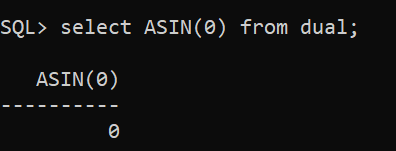 SQL> select ASIN(0) from dual;
ASIN(0)
----------
0